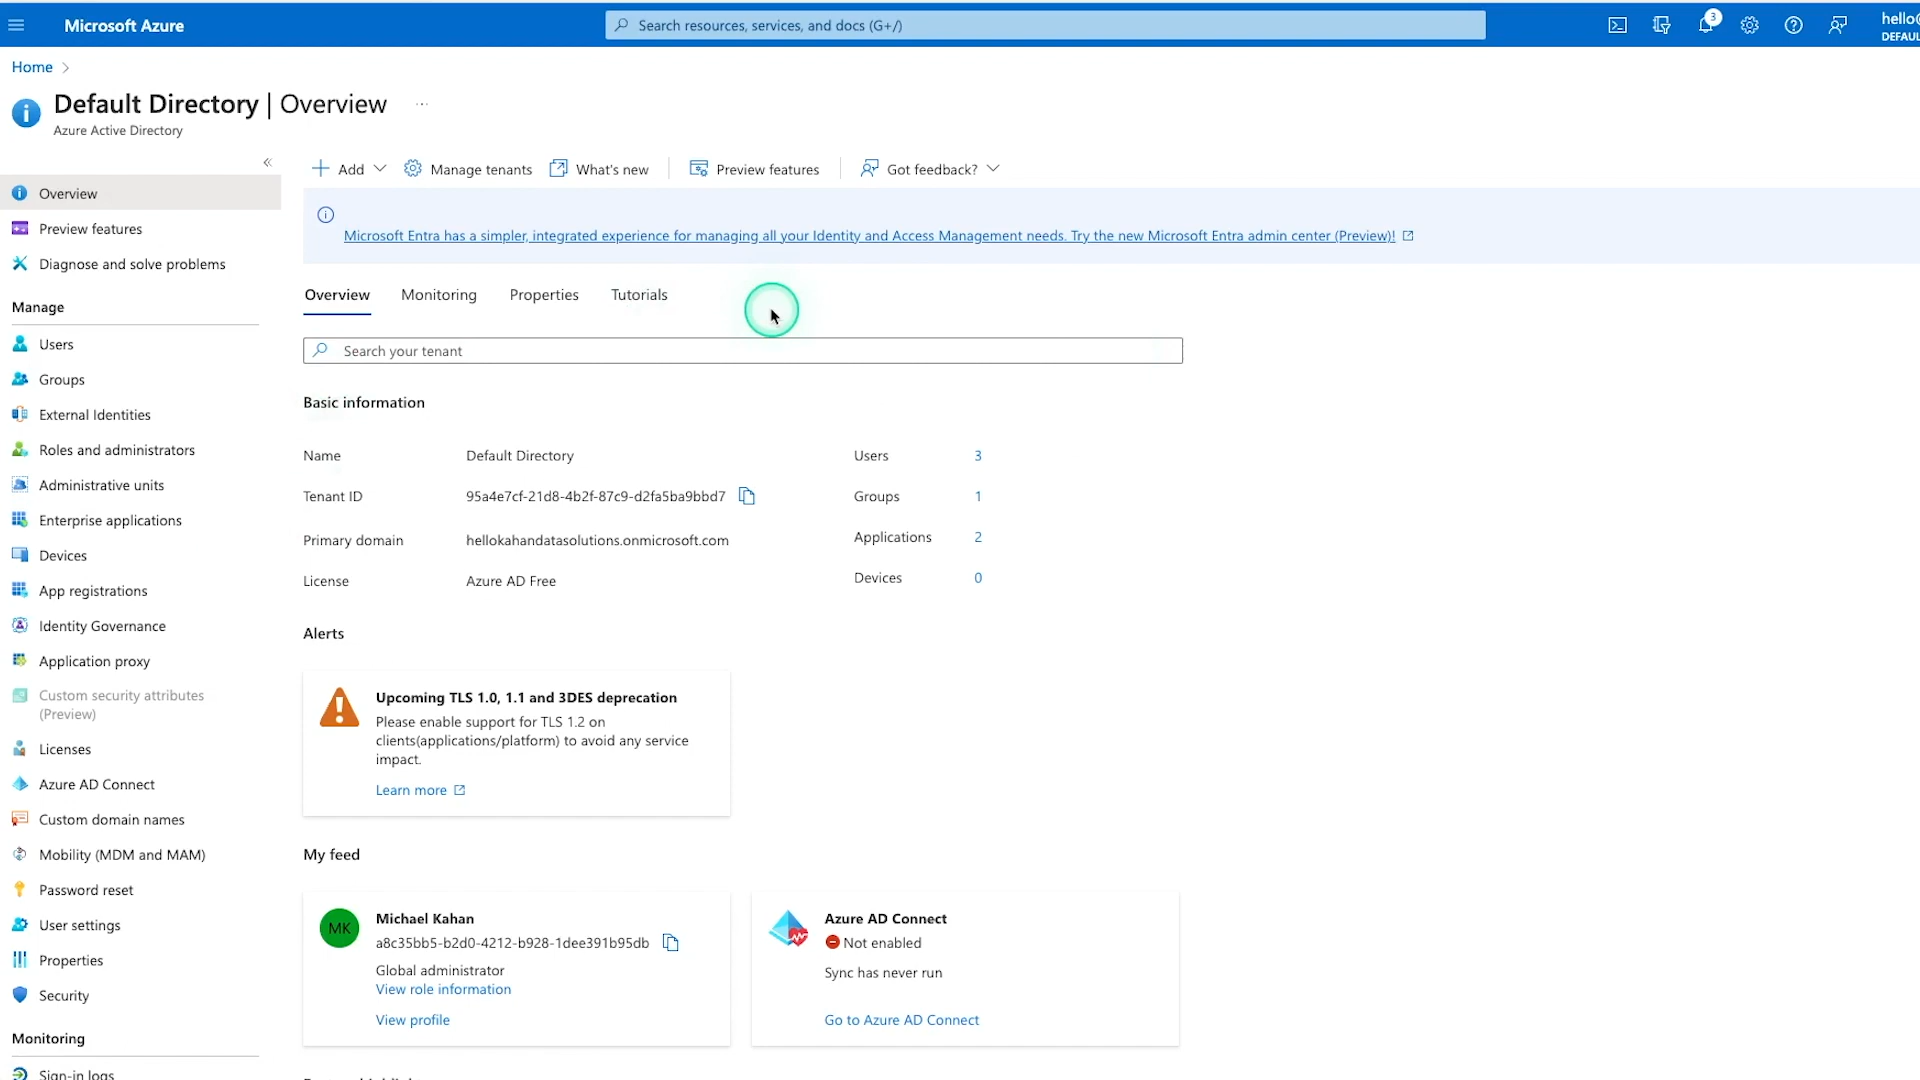 Microsoft Azure
Search resources, services, and docs (G+/)
3
hello@
DEFAUL
Home
Default Directory | Overview
Azure Active Directory
Add
Manage tenants
What's new
Preview features
Got feedback?
Overview
Preview features
Diagnose and solve problems
Manage
Users
Groups
External Identities
Roles and administrators
Administrative units
Enterprise applications
Devices
App registrations
Identity Governance
Application proxy
Custom security attributes
(Preview)
Licenses
Azure AD Connect
Custom domain names
Mobility (MDM and MAM)
Password reset
User settings
Properties
Security
Monitoring
Sign-in logs
Microsoft Entra has a simpler, integrated experience for managing all your Identity and Access Management needs. Try the new Microsoft Entra admin center (Preview)!
Overview
Monitoring
Properties
Tutorials
Search your tenant
Basic information
Name Default Directory
Tenant ID 95a4e7cf-21d8-4b2f-87c9-d2fa5ba9bbd7
Primary domain hellokahandatasolutions.onmicrosoft.com
License Azure AD Free
Users 3
Groups 1
Applications 2
Devices 0
Alerts
Upcoming TLS 1.0, 1.1 and 3DES deprecation
Please enable support for TLS 1.2 on
clients(applications/platform) to avoid any service
impact.
Learn more
My feed
MK
Michael Kahan
a8c35bb5-b2d0-4212-b928-1dee391b95db
Global administrator
View role information
View profile
Azure AD Connect
Not enabled
Sync has never run
Go to Azure AD Connect